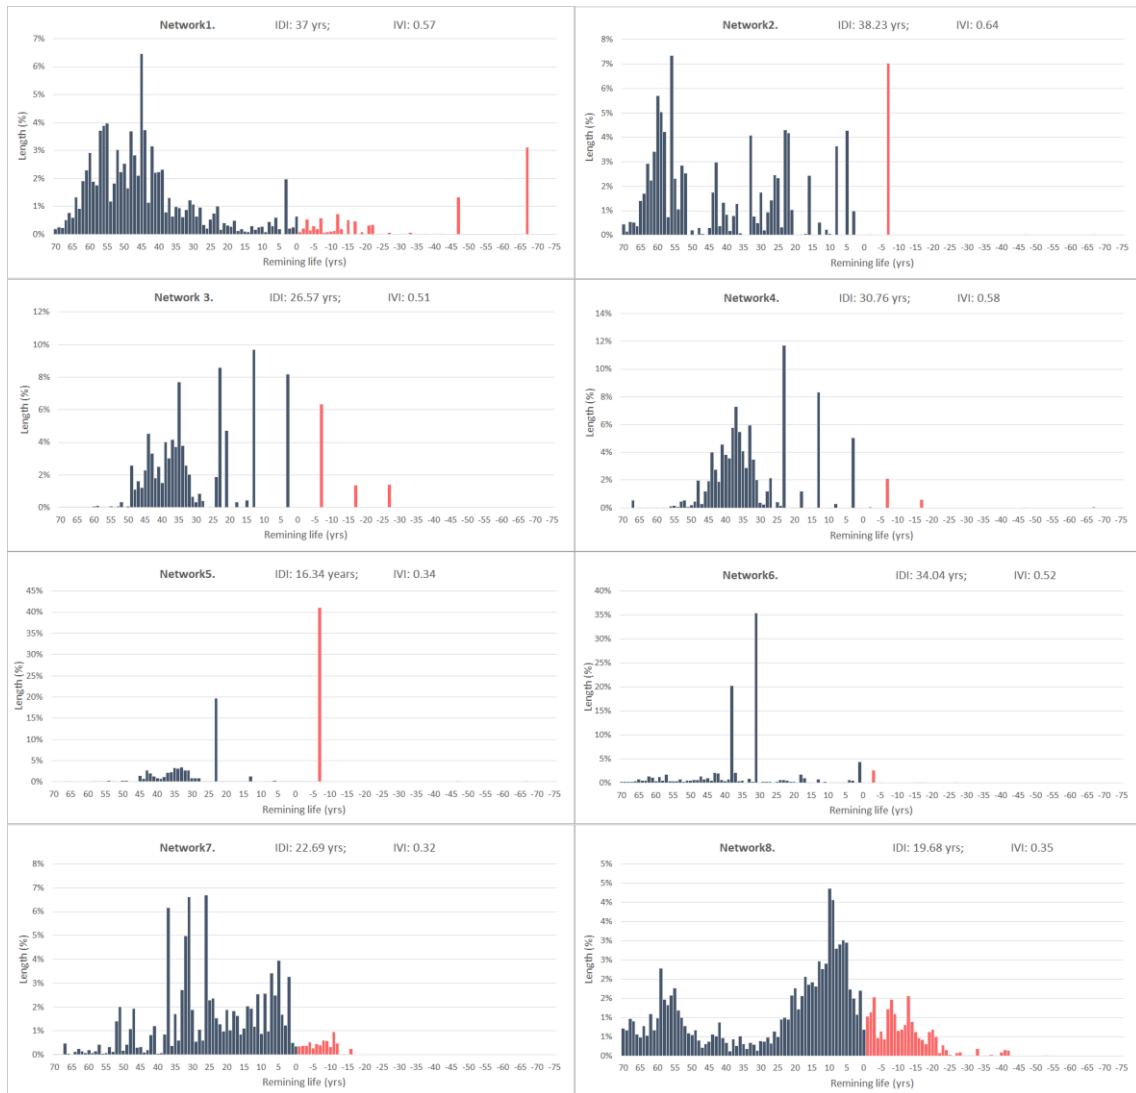 Network1. IDI: 37 yrs; IVI: 0.57
7%
6%
5%
4%
3%
2%
1%
0%
Length (%)
70 65 60 55 50 45 40 35 30 25 20 15 10 5 0 -5 -10 -15 -20 -25 -30 -35 -40 -45 -50 -55 -60 -65 -70 -75
Remining life (yrs)
Network2. IDI: 38.23 yrs; IVI: 0.64
8%
7%
6%
5%
4%
3%
2%
1%
0%
Length (%)
70 65 60 55 50 45 40 35 30 25 20 15 10 5 0 -5 -10 -15 -20 -25 -30 -35 -40 -45 -50 -55 -60 -65 -70 -75
Remining life (yrs)
Network 3. IDI: 26.57 yrs; IVI: 0.51
12%
10%
8%
6%
4%
2%
0%
Length (%)
70 65 60 55 50 45 40 35 30 25 20 15 10 5 0 -5 -10 -15 -20 -25 -30 -35 -40 -45 -50 -55 -60 -65 -70 -75
Remining life (yrs)
Network4. IDI: 30.76 yrs; IVI: 0.58
14%
12%
10%
8%
6%
4%
2%
0%
Length (%)
70 65 60 55 50 45 40 35 30 25 20 15 10 5 0 -5 -10 -15 -20 -25 -30 -35 -40 -45 -50 -55 -60 -65 -70 -75
Remining life (yrs)
Network5. IDI: 16.34 years; IVI: 0.34
45%
40%
35%
30%
25%
20%
15%
10%
5%
0%
Length (%)
70 65 60 55 50 45 40 35 30 25 20 15 10 5 0 -5 -10 -15 -20 -25 -30 -35 -40 -45 -50 -55 -60 -65 -70 -75
Remining life (yrs)
Network6. IDI: 34.04 yrs; IVI: 0.52
40%
35%
30%
25%
20%
15%
10%
5%
0%
Length (%)
70 65 60 55 50 45 40 35 30 25 20 15 10 5 0 -5 -10 -15 -20 -25 -30 -35 -40 -45 -50 -55 -60 -65 -70 -75
Remining life (yrs)
Network7. IDI: 22.69 yrs; IVI: 0.32
8%
7%
6%
5%
4%
3%
2%
1%
0%
Length (%)
70 65 60 55 50 45 40 35 30 25 20 15 10 5 0 -5 -10 -15 -20 -25 -30 -35 -40 -45 -50 -55 -60 -65 -70 -75
Remining life (yrs)
Network8. IDI: 19.68 yrs; IVI: 0.35
5%
5%
4%
4%
3%
3%
2%
2%
1%
1%
0%
Length (%)
70 65 60 55 50 45 40 35 30 25 20 15 10 5 0 -5 -10 -15 -20 -25 -30 -35 -40 -45 -50 -55 -60 -65 -70 -75
Remining life (yrs)